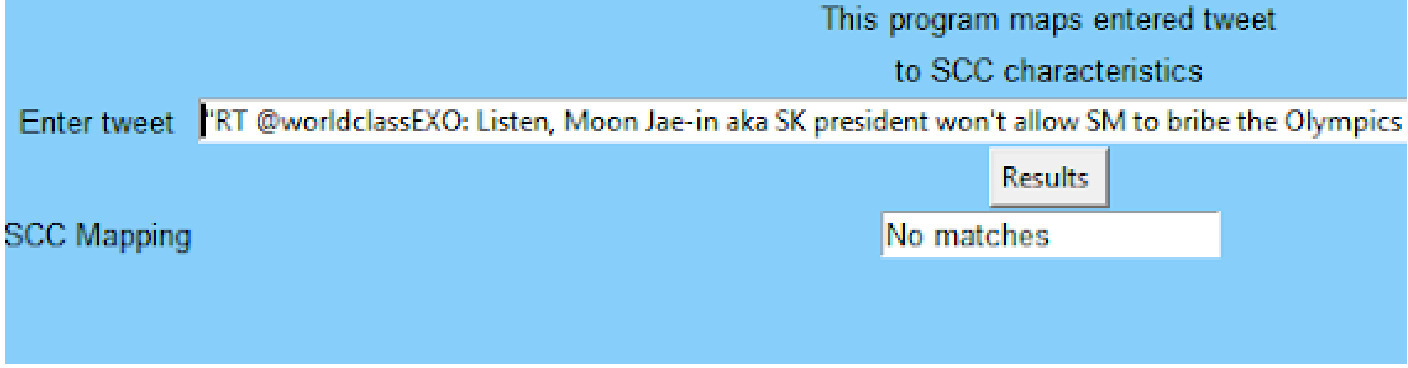 This program maps entered tweet
to SCC characteristics
Enter tweet "RT @worldclassEXO: Listen, Moon Jae-in aka SK president won't allow SM to bribe the Olympics
Results
SCC Mapping No matches